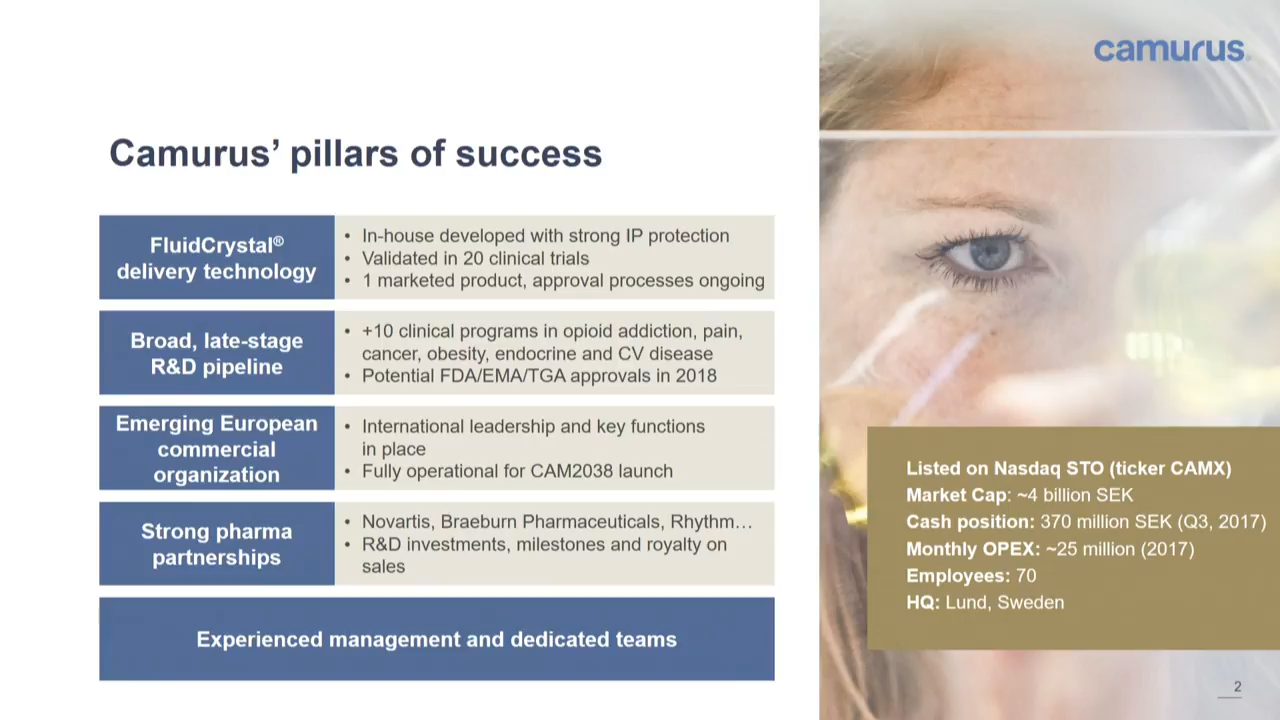 camurus
Camurus’ pillars of success
FluidCrystal®
delivery technology
• In-house developed with strong IP protection
• Validated in 20 clinical trials
• 1 marketed product, approval processes ongoing
Broad, late-stage
R&D pipeline
• +10 clinical programs in opioid addiction, pain,
cancer, obesity, endocrine and CV disease
• Potential FDA/EMA/TGA approvals in 2018
Emerging European
commercial
organization
• International leadership and key functions
in place
• Fully operational for CAM2038 launch
Strong pharma
partnerships
• Novartis, Braeburn Pharmaceuticals, Rhythm…
• R&D investments, milestones and royalty on
sales
Experienced management and dedicated teams
Listed on Nasdaq STO (ticker CAMX)
Market Cap: ~4 billion SEK
Cash position: 370 million SEK (Q3, 2017)
Monthly OPEX: ~25 million (2017)
Employees: 70
HQ: Lund, Sweden
2